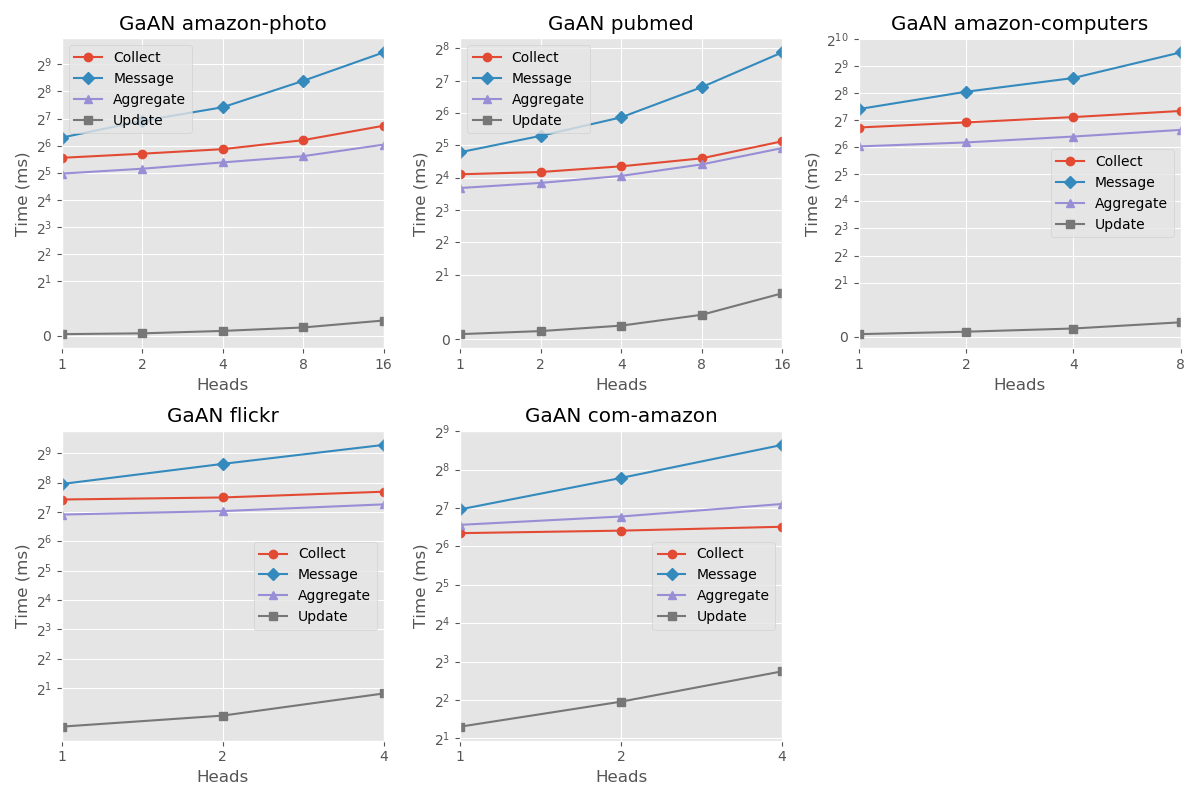 GaAN amazon-photo
Time (ms)
2^9
2^8
2^7
2^6
2^5
2^4
2^3
2^2
2^1
0
Collect
Message
Aggregate
Update
1 2 4 8 16
Heads
GaAN pubmed
Time (ms)
2^8
2^7
2^6
2^5
2^4
2^3
2^2
2^1
0
Collect
Message
Aggregate
Update
1 2 4 8 16
Heads
GaAN amazon-computers
Time (ms)
2^10
2^9
2^8
2^7
2^6
2^5
2^4
2^3
2^2
2^1
0
Collect
Message
Aggregate
Update
1 2 4 8
Heads
GaAN flickr
Time (ms)
2^9
2^8
2^7
2^6
2^5
2^4
2^3
2^2
2^1
Collect
Message
Aggregate
Update
1 2 4
Heads
GaAN com-amazon
Time (ms)
2^9
2^8
2^7
2^6
2^5
2^4
2^3
2^2
2^1
Collect
Message
Aggregate
Update
1 2 4
Heads